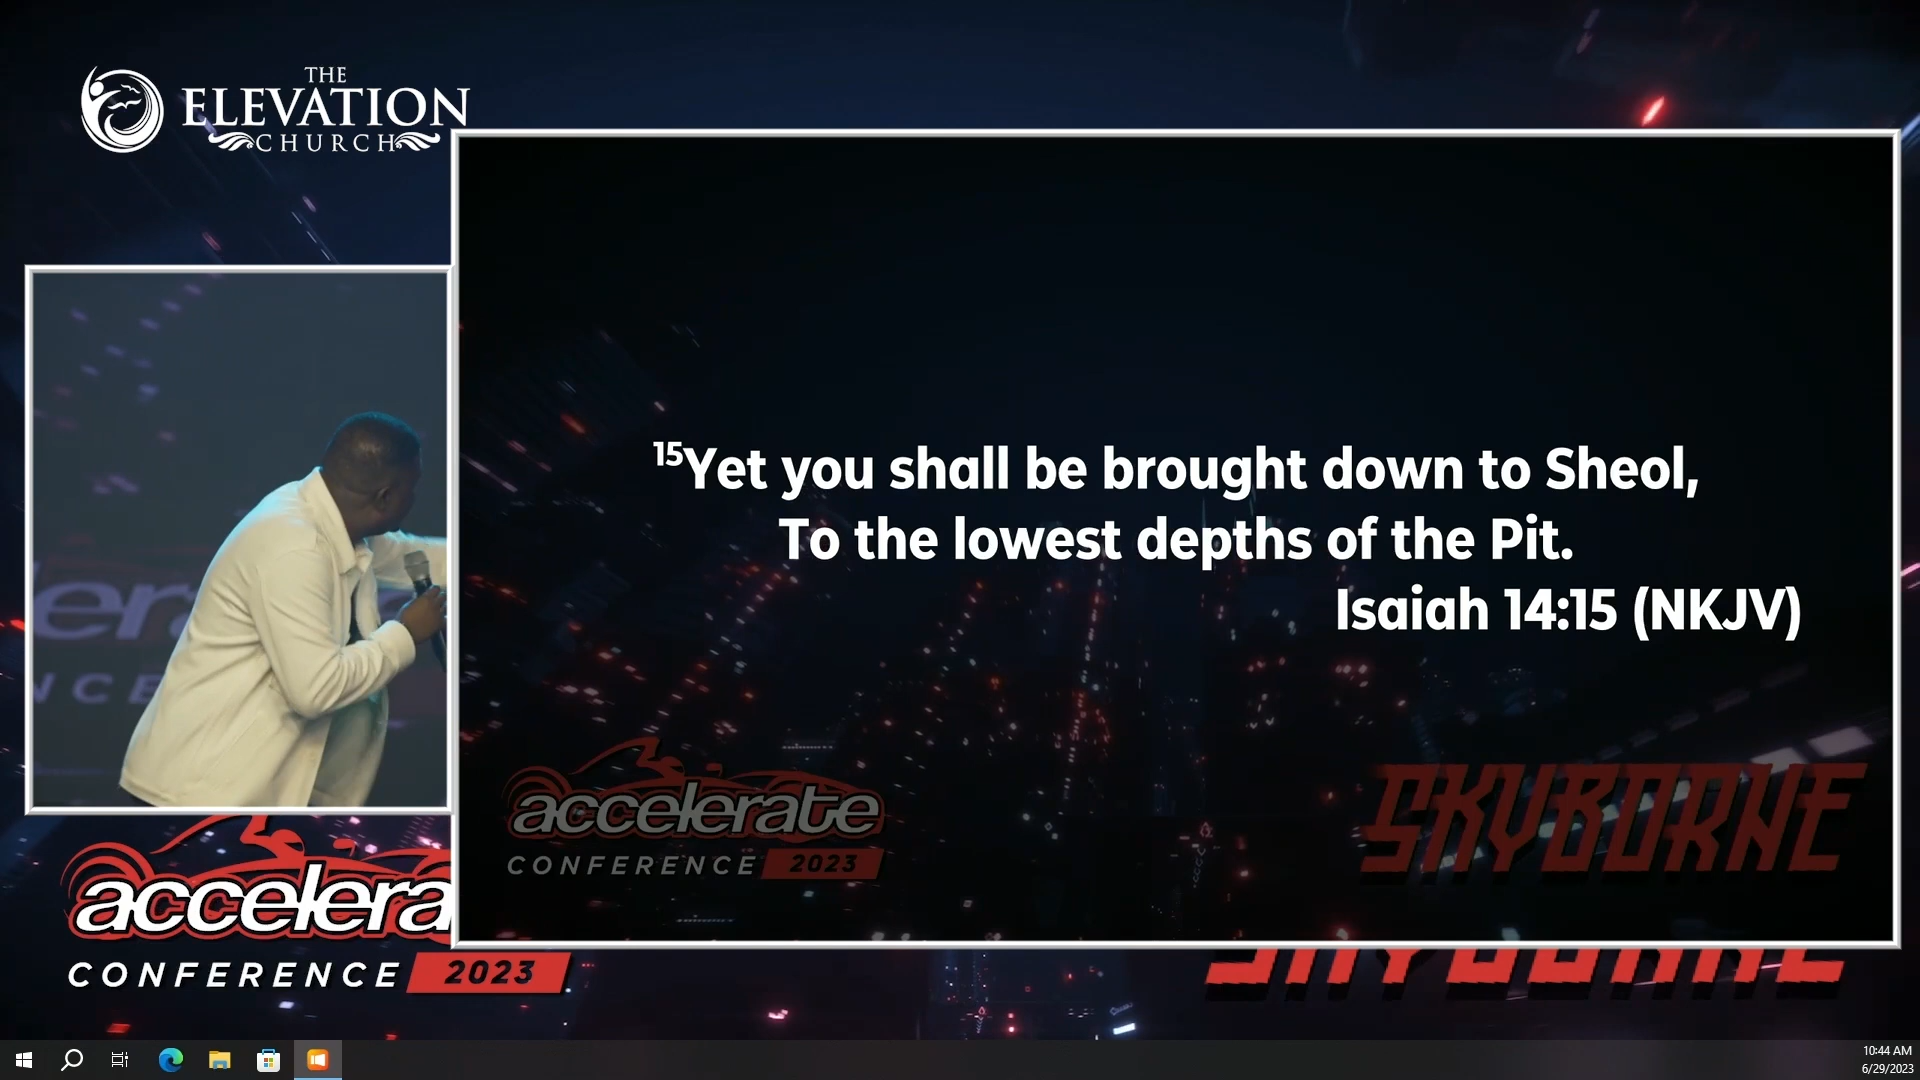 THE
ELEVATION
CHURCH
15Yet you shall be brought down to Sheol,
To the lowest depths of the Pit.
Isaiah 14:15 (NKJV)
accelerate
CONFERENCE 2023
SKYBORNE
accelera
CONFERENCE 2023
SKYBORNE
10:44 AM
6/29/2023